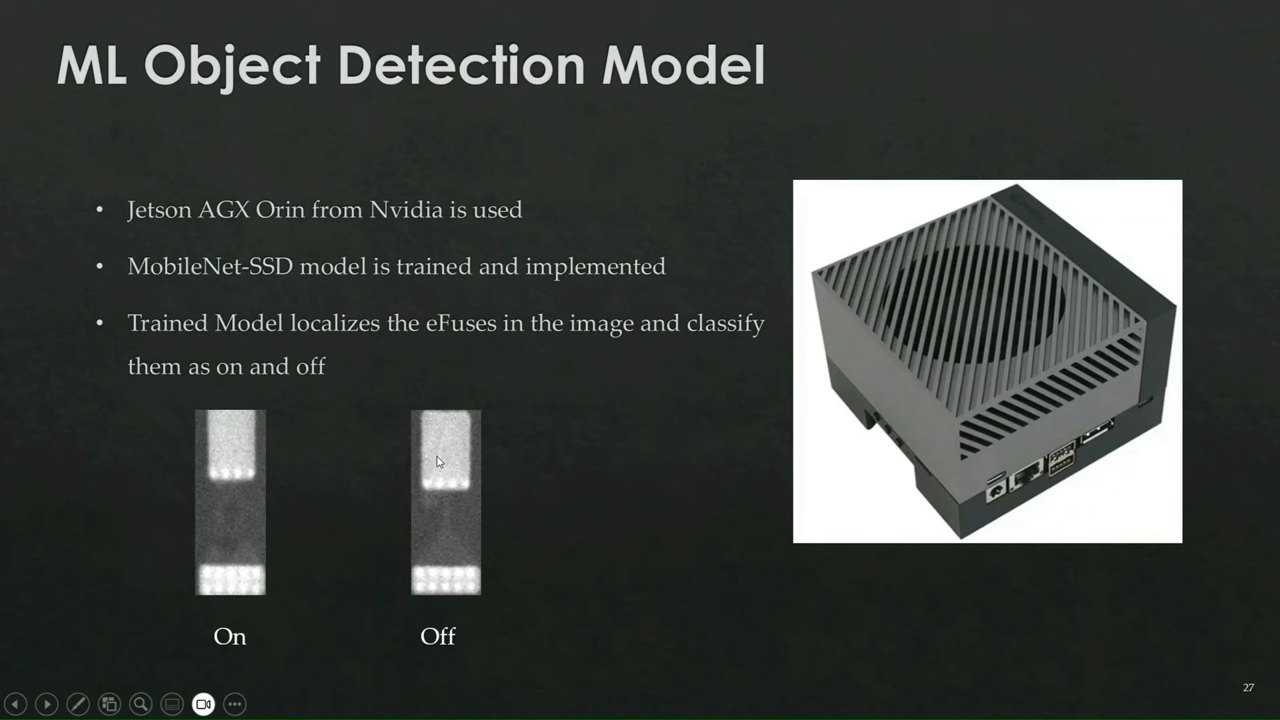 ML Object Detection Model
• Jetson AGX Orin from Nvidia is used
• MobileNet-SSD model is trained and implemented
• Trained Model localizes the eFuses in the image and classify
them as on and off
On
Off
27